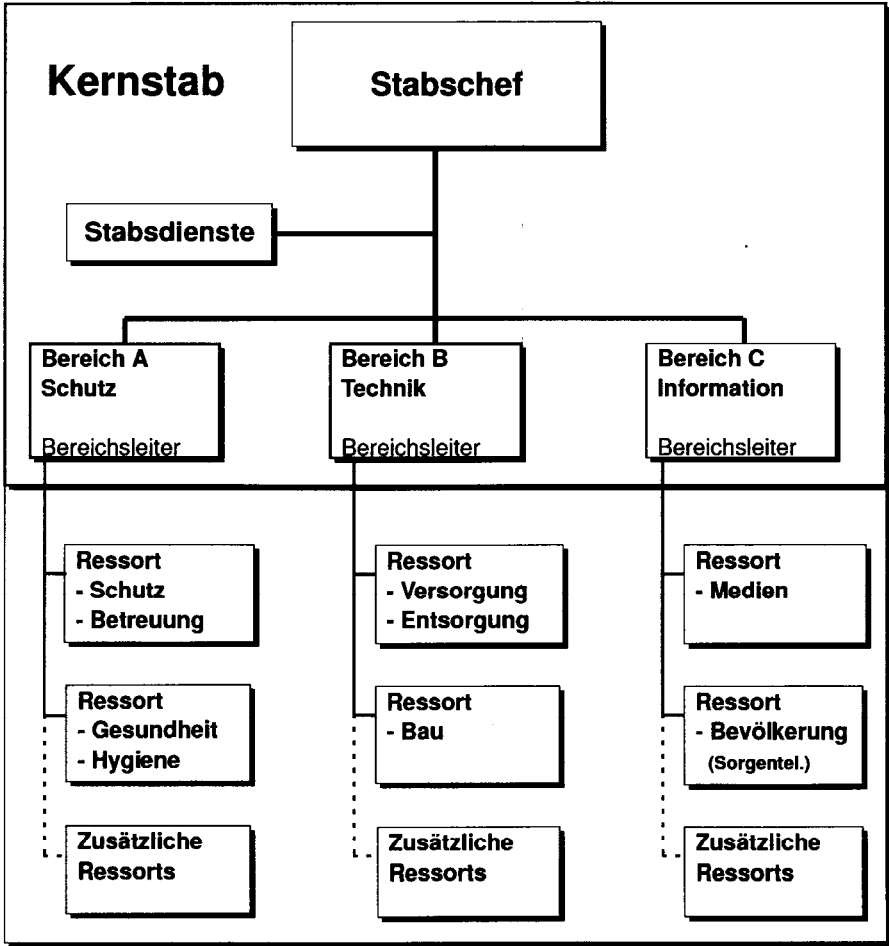 Kernstab
Stabschef
Stabsdienste
Bereich A
Schutz
Bereichsleiter
Bereich B
Technik
Bereichsleiter
Bereich C
Information
Bereichsleiter
Ressort
- Schutz
- Betreuung
Ressort
- Versorgung
- Entsorgung
Ressort
- Medien
Ressort
- Gesundheit
- Hygiene
Ressort
- Bau
Ressort
- Bevölkerung
(Sorgentel.)
Zusätzliche
Ressorts
Zusätzliche
Ressorts
Zusätzliche
Ressorts